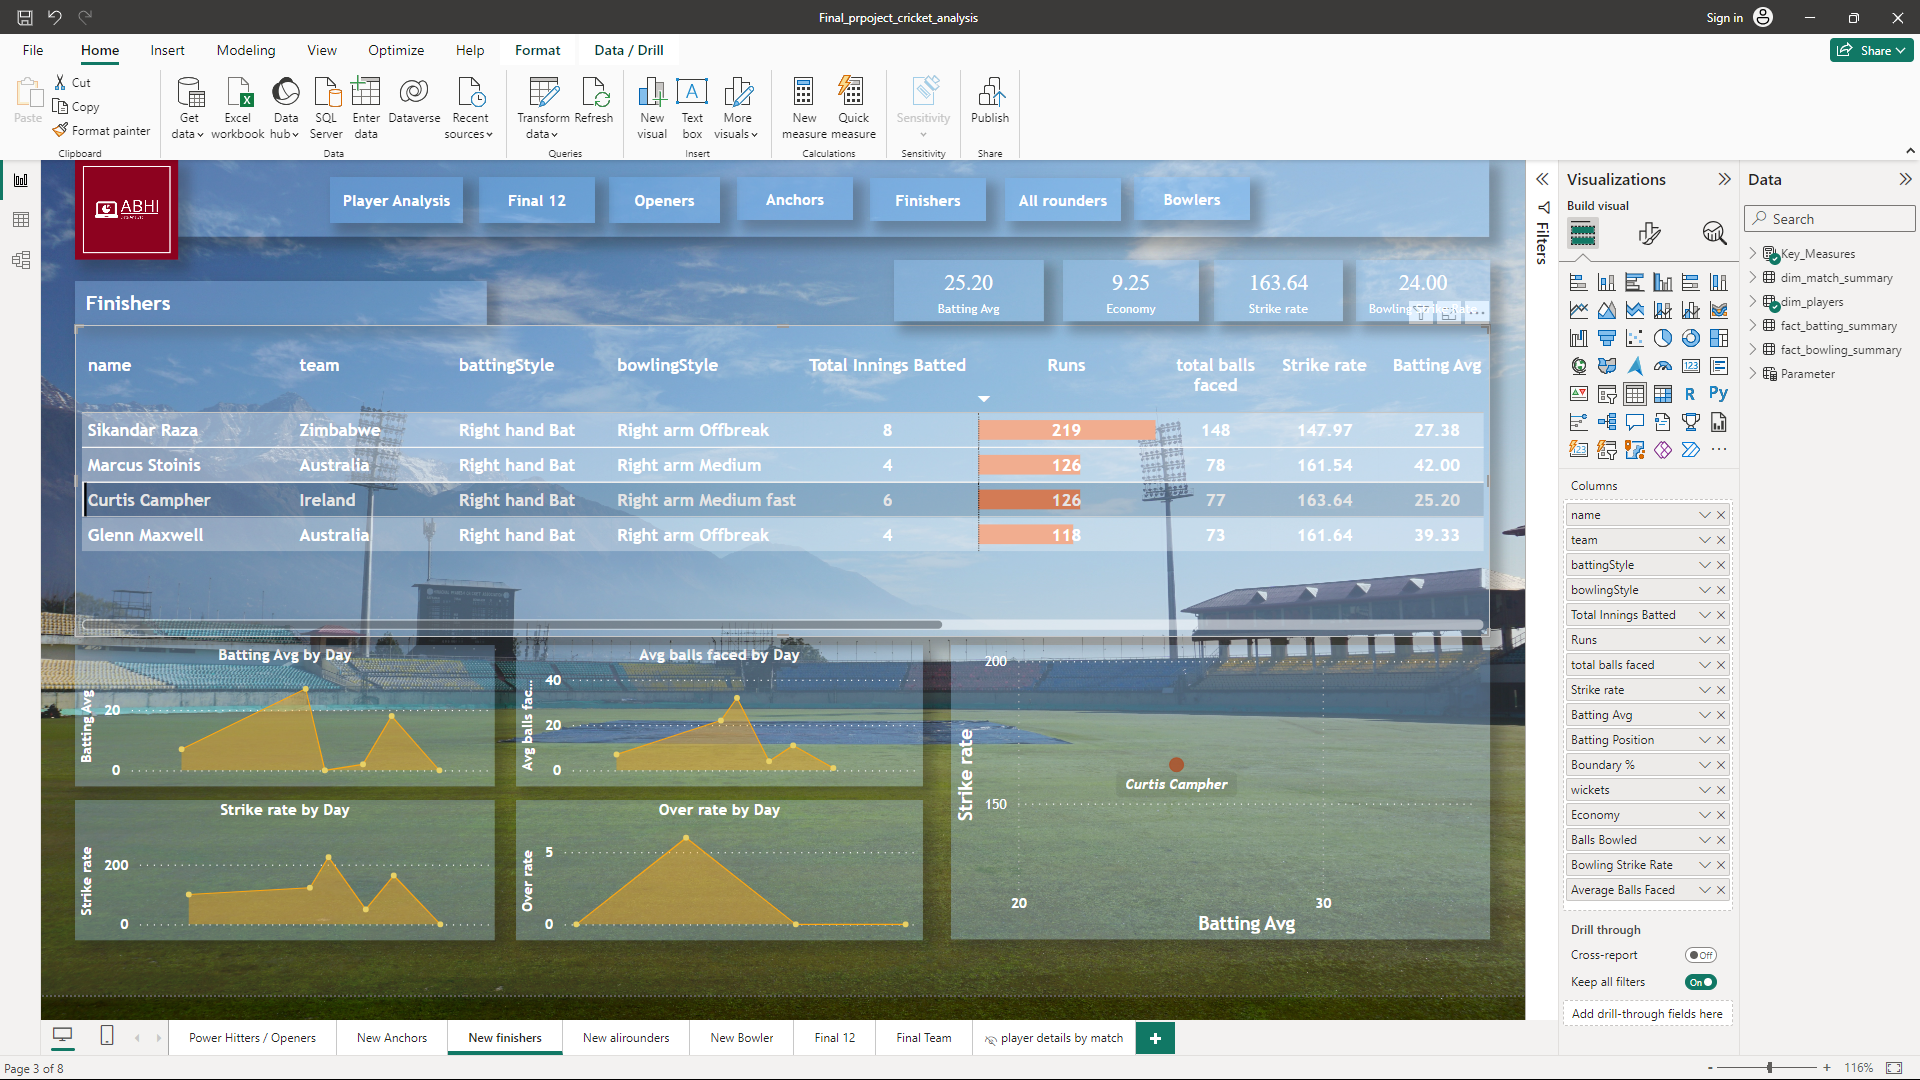 Final_prpoject_cricket_analysis
Sign in
File Home Insert Modeling View Optimize Help Format Data / Drill
Share
Paste
Cut
Copy
Format painter
Clipboard
Get data
Excel workbook
Data hub
SQL Server
Enter data
Dataverse
Recent sources
Data
Transform data
Refresh
Queries
New visual
Text box
More visuals
Insert
New measure
Quick measure
Calculations
Sensitivity
Sensitivity
Publish
Share
ABHI
Player Analysis
Final 12
Openers
Anchors
Finishers
All rounders
Bowlers
Finishers
25.20
Batting Avg
9.25
Economy
163.64
Strike rate
24.00
Bowling Strike Rate
name team battingStyle bowlingStyle Total Innings Batted Runs total balls faced Strike rate Batting Avg
Sikandar Raza Zimbabwe Right hand Bat Right arm Offbreak 8 219 148 147.97 27.38
Marcus Stoinis Australia Right hand Bat Right arm Medium 4 126 78 161.54 42.00
Curtis Campher Ireland Right hand Bat Right arm Medium fast 6 126 77 163.64 25.20
Glenn Maxwell Australia Right hand Bat Right arm Offbreak 4 118 73 161.64 39.33
Batting Avg by Day
Batting Avg
20
0
Avg balls faced by Day
Avg balls fac...
40
20
0
Strike rate by Day
Strike rate
200
0
Over rate by Day
Over rate
5
0
Strike rate
200
150
Curtis Campher
20 30
Batting Avg
Filters
Visualizations
Build visual
R Py
Columns
name
team
battingStyle
bowlingStyle
Total Innings Batted
Runs
total balls faced
Strike rate
Batting Avg
Batting Position
Boundary %
wickets
Economy
Balls Bowled
Bowling Strike Rate
Average Balls Faced
Drill through
Cross-report Off
Keep all filters On
Add drill-through fields here
Data
Search
Key_Measures
dim_match_summary
dim_players
fact_batting_summary
fact_bowling_summary
Parameter
Power Hitters / Openers
New Anchors
New finishers
New alirounders
New Bowler
Final 12
Final Team
player details by match
Page 3 of 8
116%